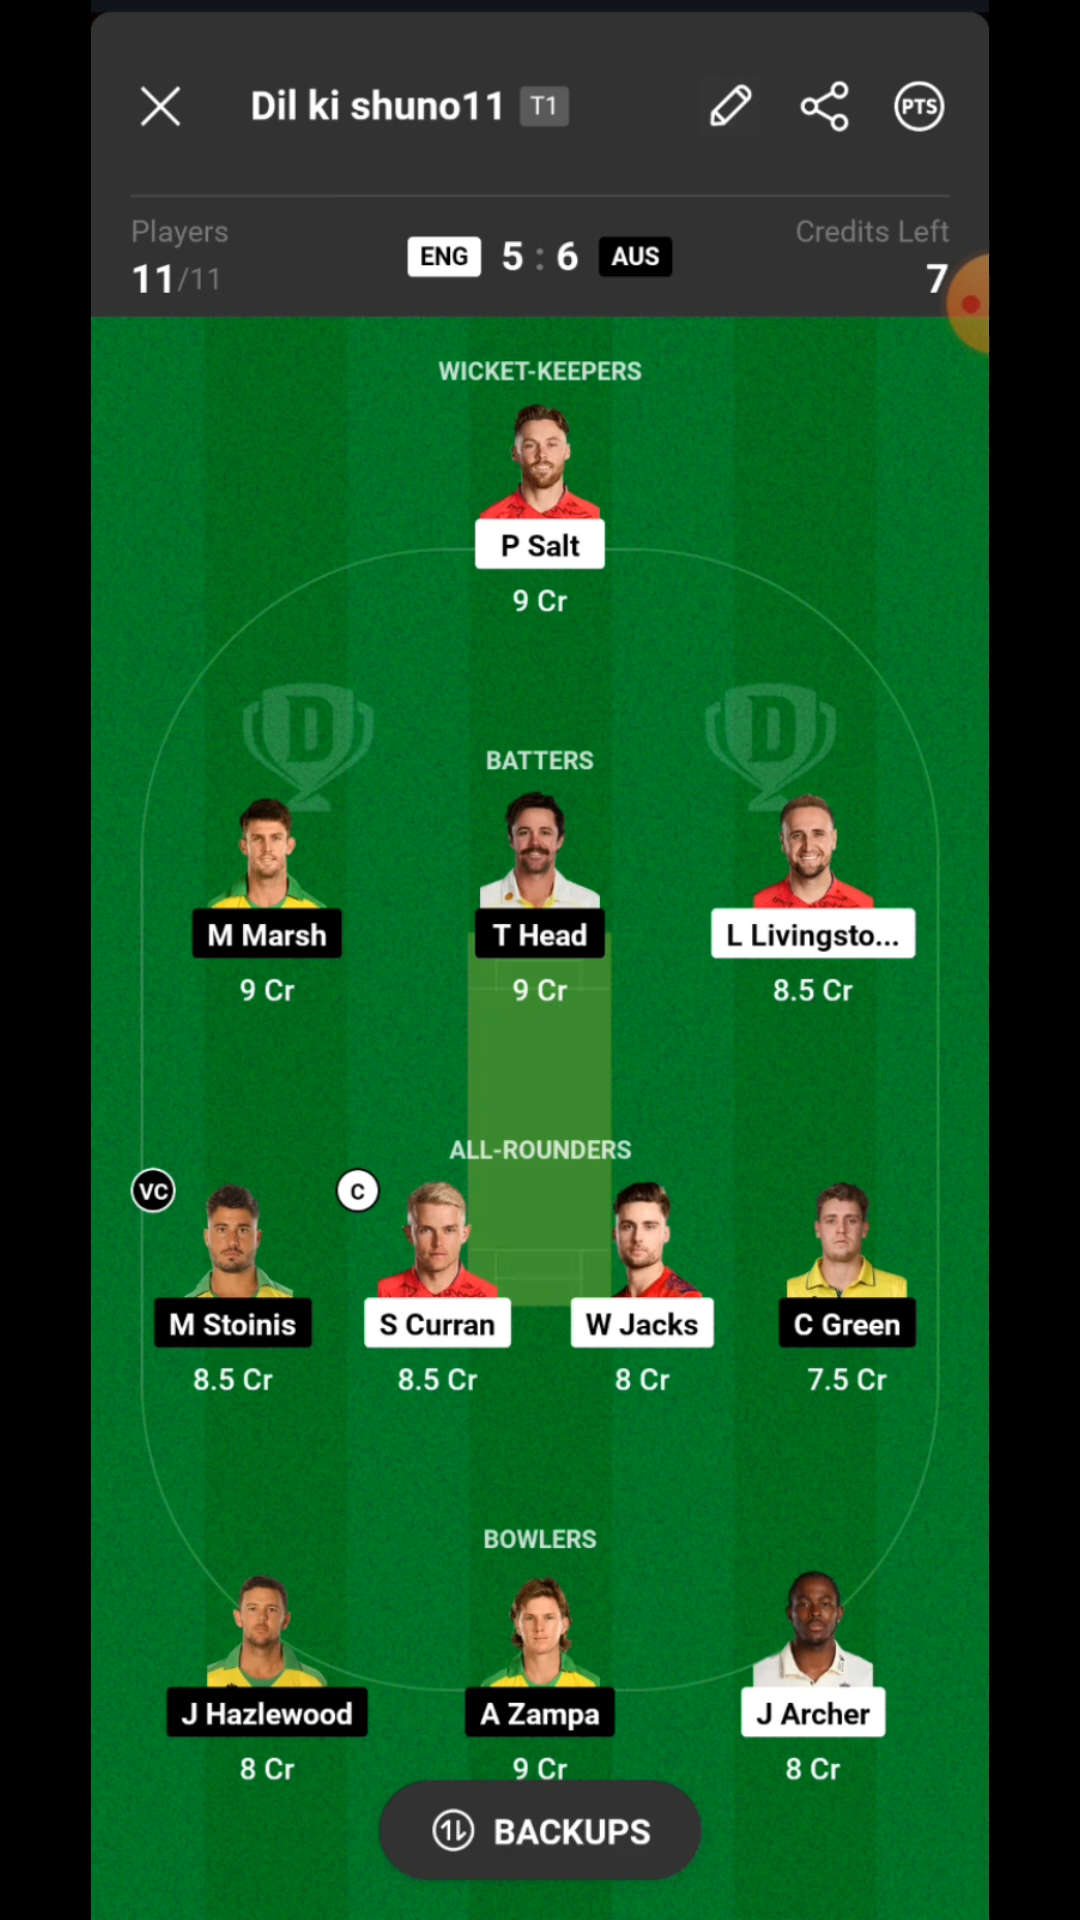 Dil ki shuno11 T1
PTS
Players
Credits Left
11/11
ENG 5 : 6 AUS
7
WICKET-KEEPERS
P Salt
9 Cr
D D
BATTERS
M Marsh T Head L Livingsto...
9 Cr 9 Cr 8.5 Cr
ALL-ROUNDERS
VC C
M Stoinis S Curran W Jacks C Green
8.5 Cr 8.5 Cr 8 Cr 7.5 Cr
BOWLERS
J Hazlewood A Zampa J Archer
8 Cr 9 Cr 8 Cr
BACKUPS